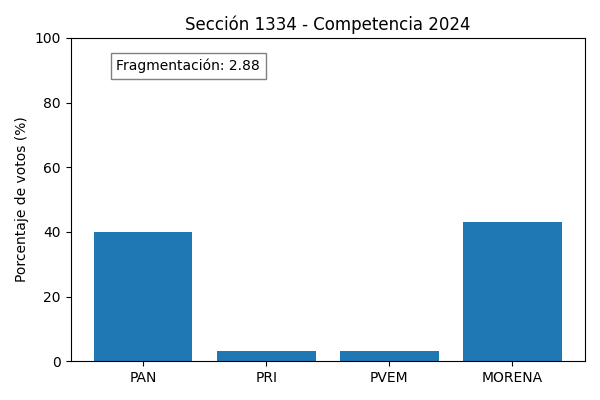 Sección 1334 - Competencia 2024
Fragmentación: 2.88
Porcentaje de votos (%)
100
80
60
40
20
0
PAN PRI PVEM MORENA